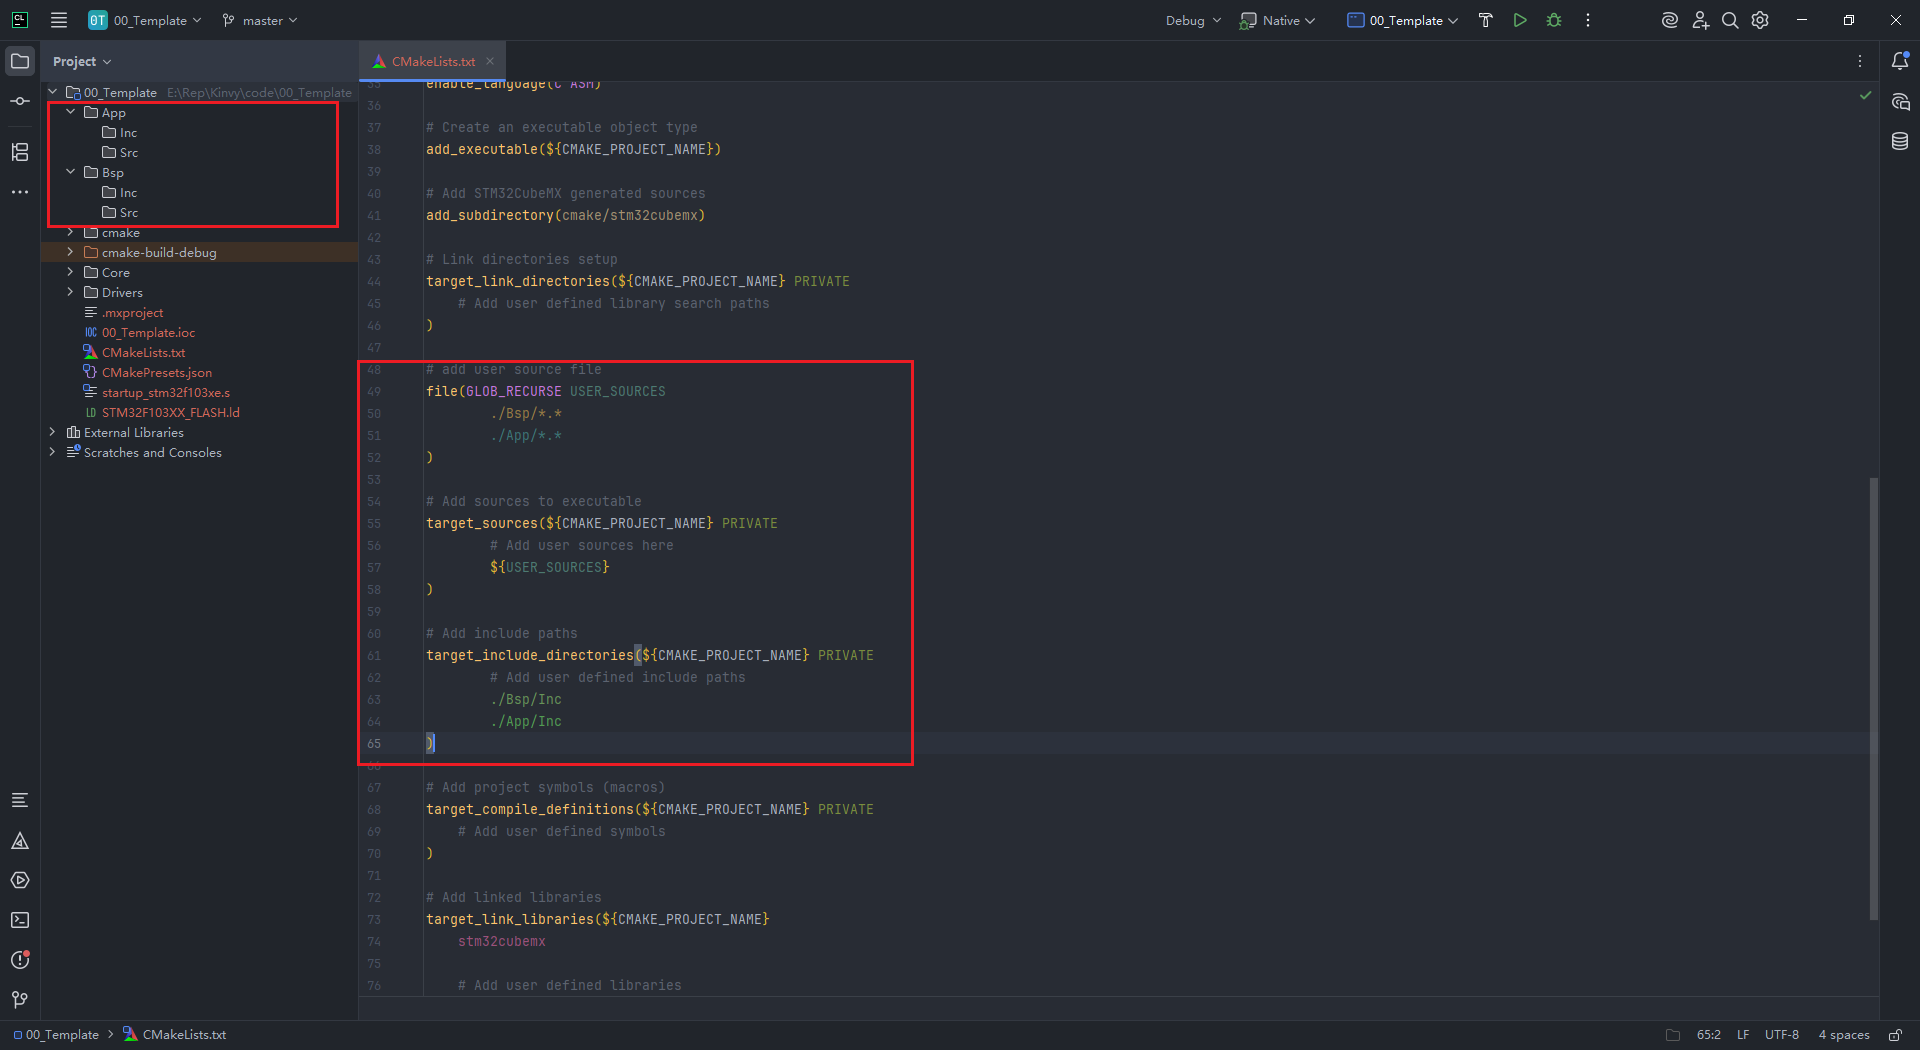 CL
0T 00_Template
master
Debug
Native
00_Template
Project
CMakeLists.txt
00_Template E:\Rep\Kinvy\code\00_Template
App
Inc
Src
Bsp
Inc
Src
cmake
cmake-build-debug
Core
Drivers
.mxproject
IOC 00_Template.ioc
CMakeLists.txt
CMakePresets.json
startup_stm32f103xe.s
LD STM32F103XX_FLASH.ld
External Libraries
Scratches and Consoles
35 enable_language(C ASM)
36
37 # Create an executable object type
38 add_executable(${CMAKE_PROJECT_NAME})
39
40 # Add STM32CubeMX generated sources
41 add_subdirectory(cmake/stm32cubemx)
42
43 # Link directories setup
44 target_link_directories(${CMAKE_PROJECT_NAME} PRIVATE
45 # Add user defined library search paths
46 )
47
48 # add user source file
49 file(GLOB_RECURSE USER_SOURCES
50 ./Bsp/*.*
51 ./App/*.*
52 )
53
54 # Add sources to executable
55 target_sources(${CMAKE_PROJECT_NAME} PRIVATE
56 # Add user sources here
57 ${USER_SOURCES}
58 )
59
60 # Add include paths
61 target_include_directories(${CMAKE_PROJECT_NAME} PRIVATE
62 # Add user defined include paths
63 ./Bsp/Inc
64 ./App/Inc
65 )
66
67 # Add project symbols (macros)
68 target_compile_definitions(${CMAKE_PROJECT_NAME} PRIVATE
69 # Add user defined symbols
70 )
71
72 # Add linked libraries
73 target_link_libraries(${CMAKE_PROJECT_NAME}
74 stm32cubemx
75
76 # Add user defined libraries
00_Template > CMakeLists.txt
65:2 LF UTF-8 4 spaces